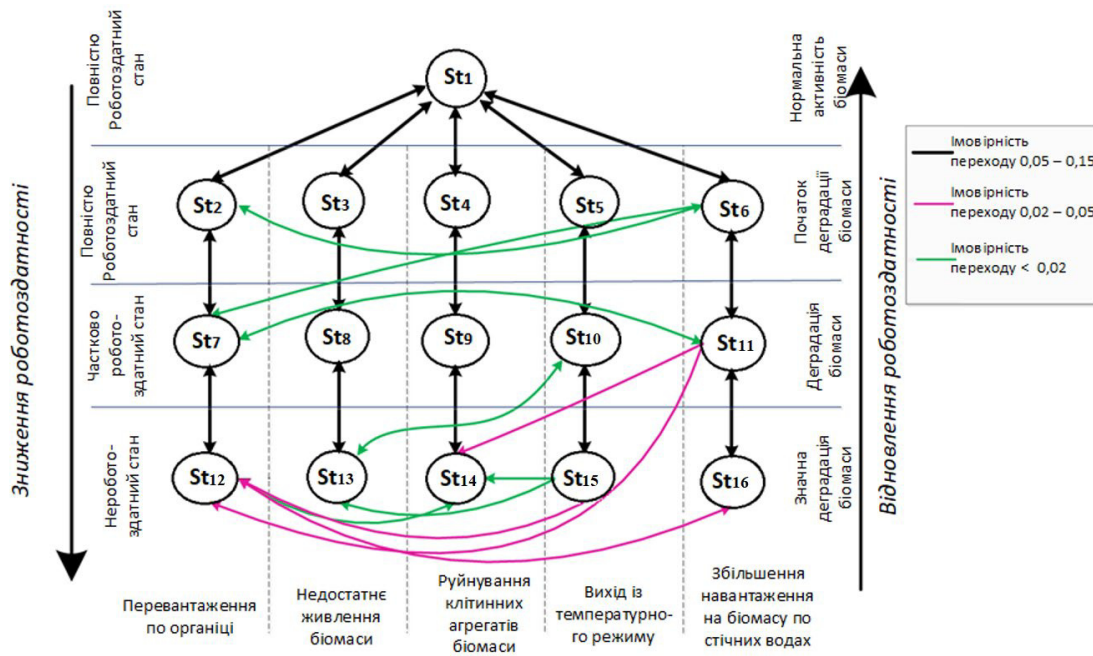 Зниження роботоздатності
Повністю
Роботоздатний
стан
Повністю
Роботоздатний
стан
Частково
робото-
здатний стан
Неробото-
здатний стан
St1
St2
St3
St4
St5
St6
St7
St8
St9
St10
St11
St12
St13
St14
St15
St16
Перевантаження
по органіці
Недостатнє
живлення
біомаси
Руйнування
клітинних
агрегатів
біомаси
Вихід із
температурно-
го режиму
Збільшення
навантаження
на біомасу по
стічних водах
Нормальна
активність
біомаси
Початок
деградації
біомаси
Деградація
біомаси
Значна
деградація
біомаси
Відновлення роботоздатності
Імовірність
переходу 0,05 – 0,15
Імовірність
переходу 0,02 – 0,05
Імовірність
переходу < 0,02